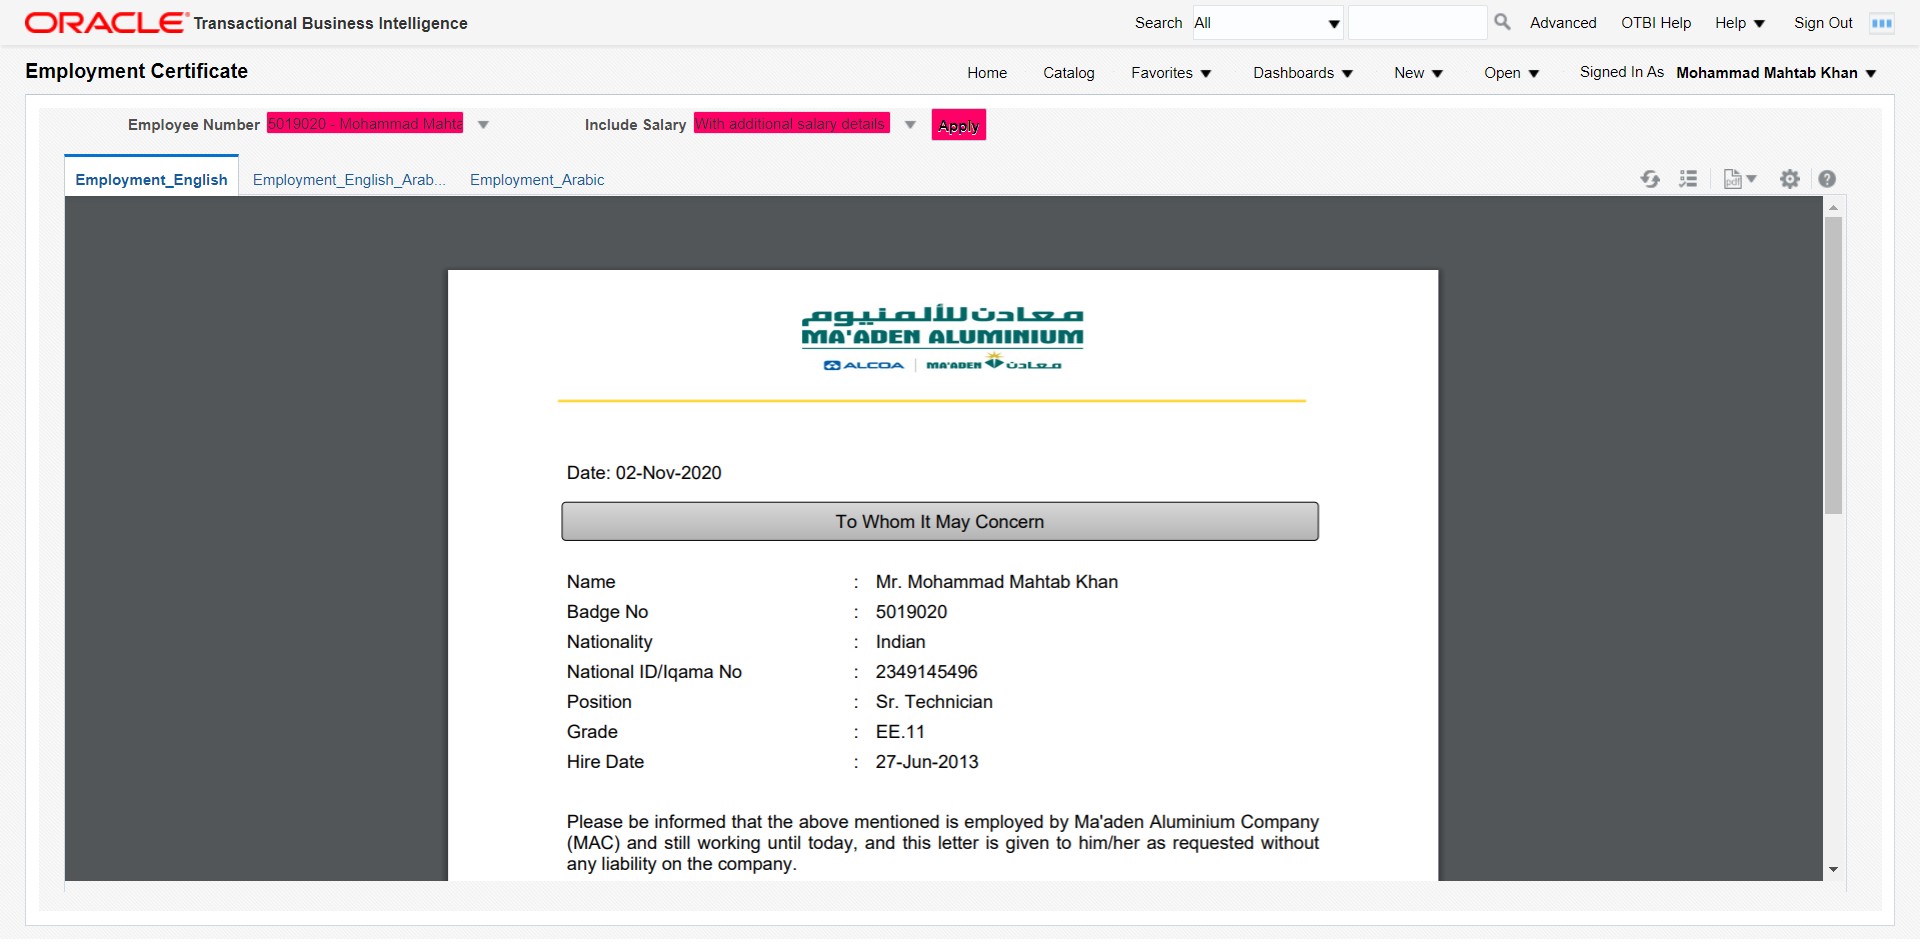 ORACLE® Transactional Business Intelligence
Search All Advanced OTBI Help Help Sign Out
Employment Certificate
Home Catalog Favorites Dashboards New Open Signed In As Mohammad Mahtab Khan
Employee Number 5019020 - Mohammad Mahta Include Salary With additional salary details Apply
Employment_English Employment_English_Arab... Employment_Arabic
معادن للألمنيوم
MA'ADEN ALUMINIUM
ALCOA | MA'ADEN معادن
Date: 02-Nov-2020
To Whom It May Concern
Name : Mr. Mohammad Mahtab Khan
Badge No : 5019020
Nationality : Indian
National ID/Iqama No : 2349145496
Position : Sr. Technician
Grade : EE.11
Hire Date : 27-Jun-2013
Please be informed that the above mentioned is employed by Ma'aden Aluminium Company
(MAC) and still working until today, and this letter is given to him/her as requested without
any liability on the company.